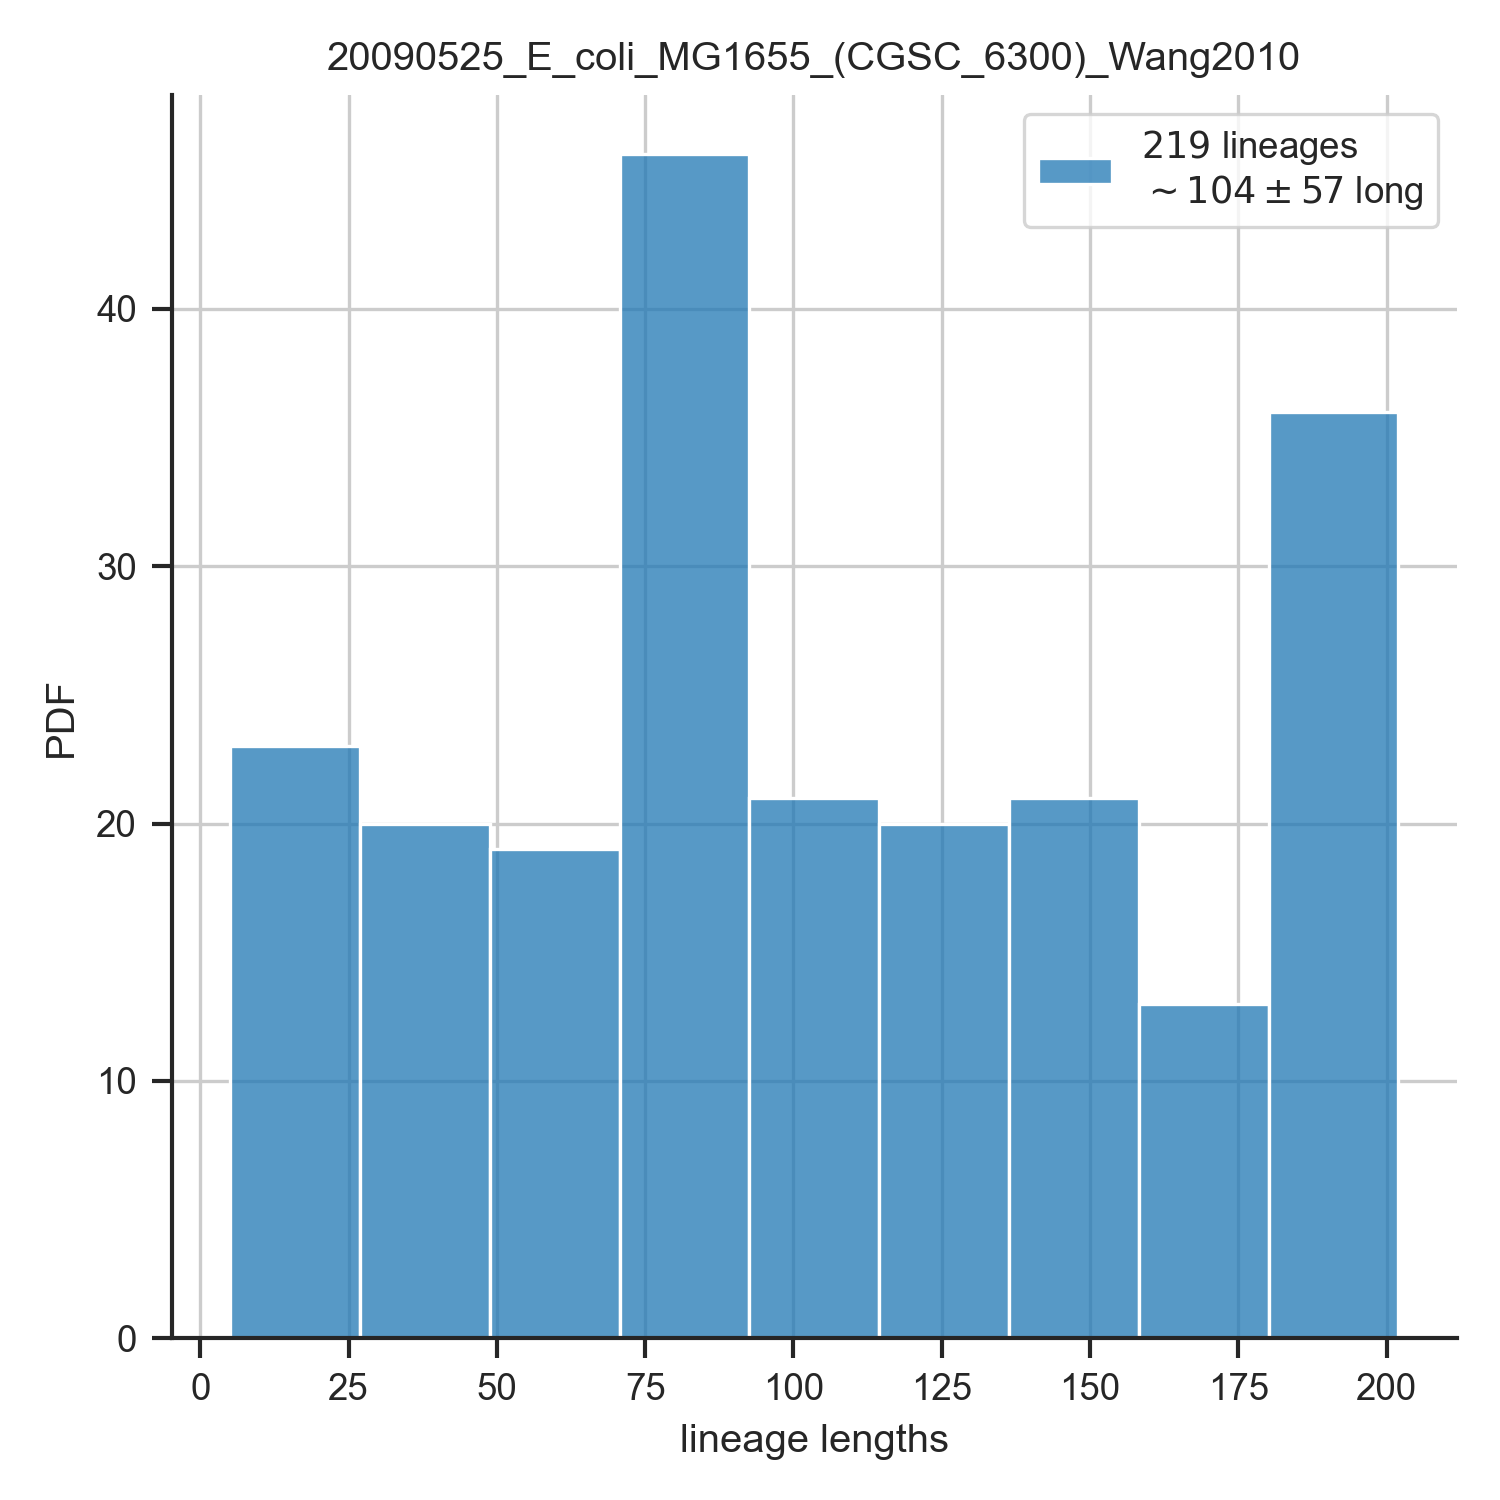 20090525_E_coli_MG1655_(CGSC_6300)_Wang2010
219 lineages
~ 104 ± 57 long
40
30
20
10
0
PDF
0 25 50 75 100 125 150 175 200
lineage lengths